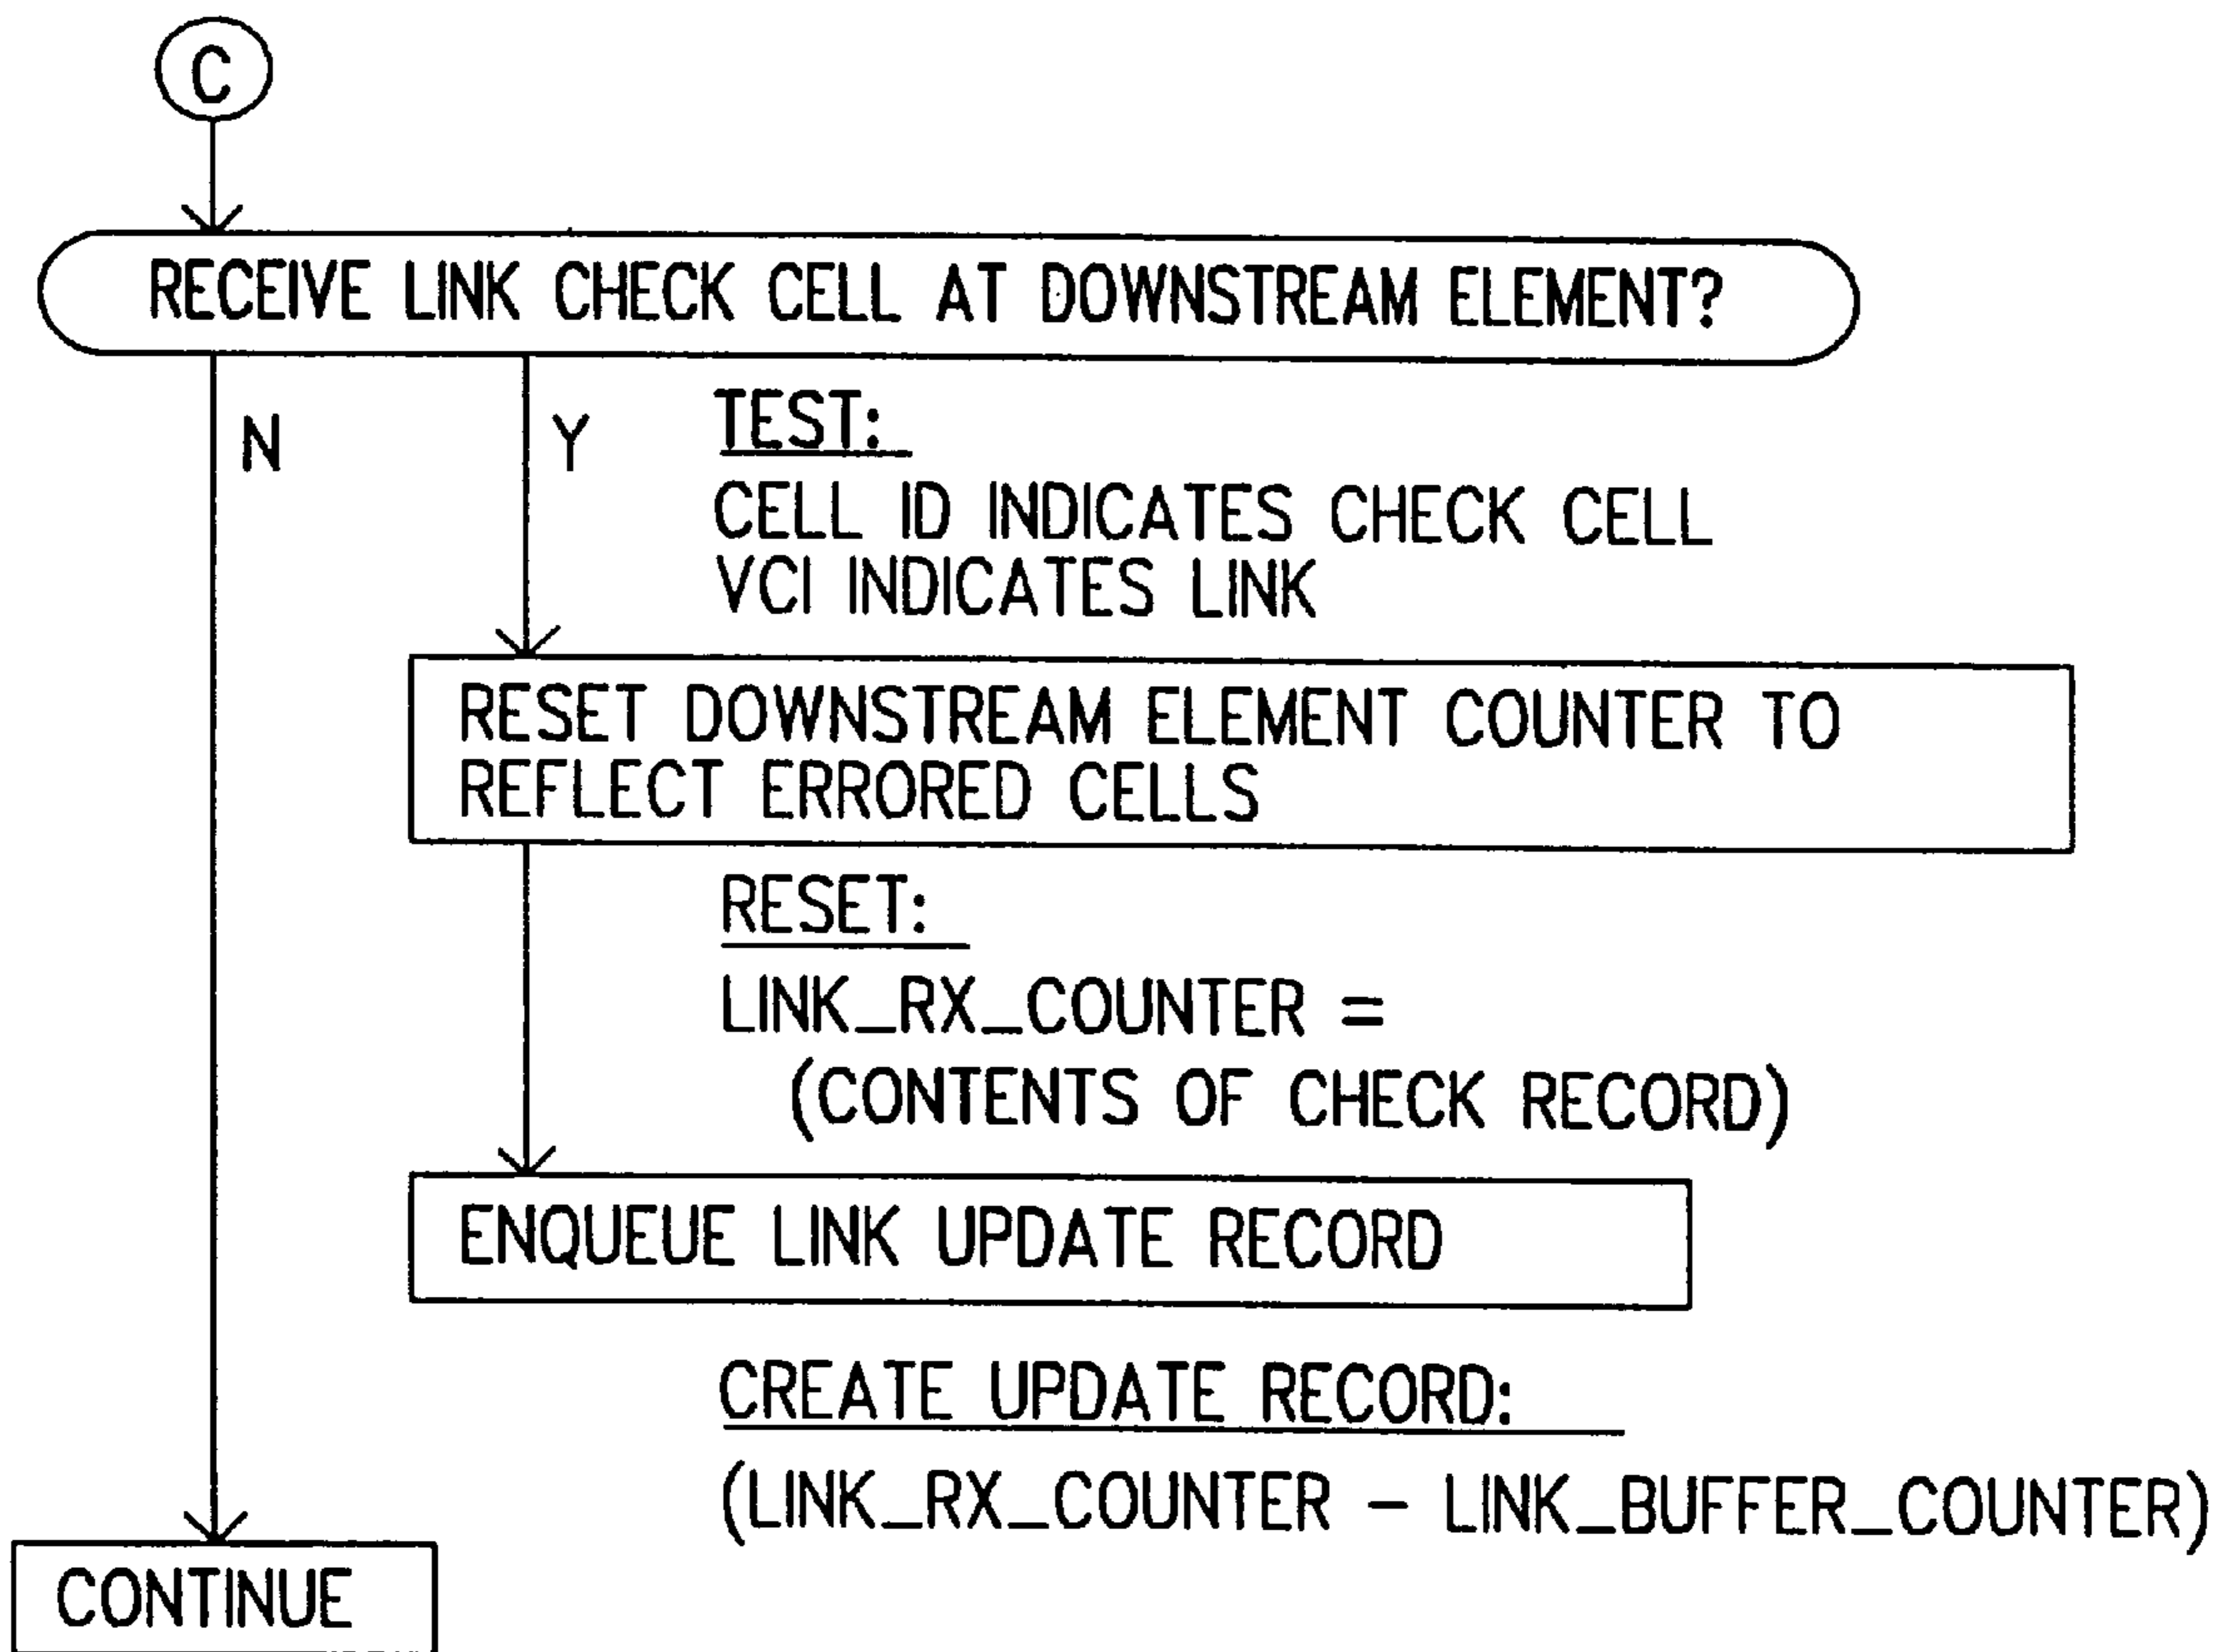 C
RECEIVE LINK CHECK CELL AT DOWNSTREAM ELEMENT?
N
Y
TEST:
CELL ID INDICATES CHECK CELL
VCI INDICATES LINK
RESET DOWNSTREAM ELEMENT COUNTER TO
REFLECT ERRORED CELLS
RESET:
LINK_RX_COUNTER =
(CONTENTS OF CHECK RECORD)
ENQUEUE LINK UPDATE RECORD
CREATE UPDATE RECORD:
(LINK_RX_COUNTER – LINK_BUFFER_COUNTER)
CONTINUE